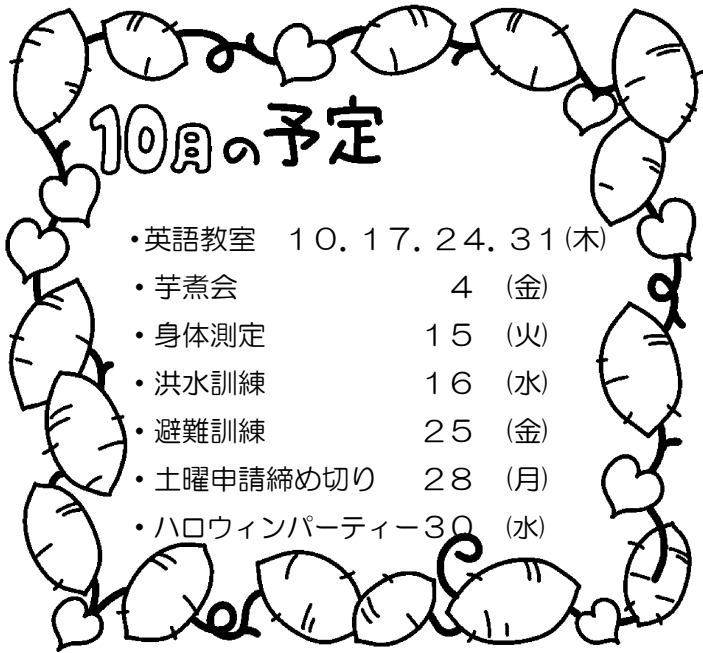 10月の予定
・英語教室　１０．１７．２４．３１㈭
・芋煮会　４　㈮
・身体測定　１５　㈫
・洪水訓練　１６　㈬
・避難訓練　２５　㈮
・土曜申請締め切り　２８　㈪
・ハロウィンパーティー３０　㈬